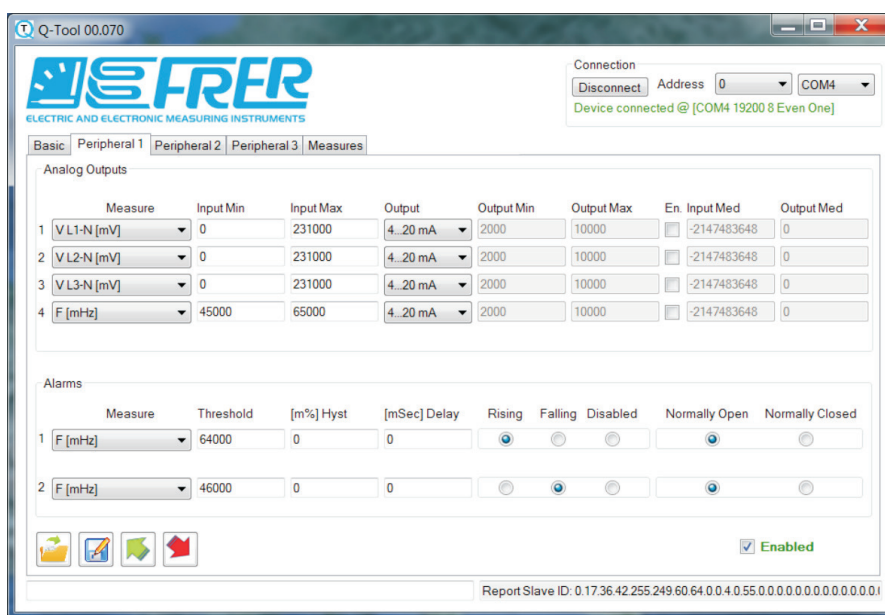 Q-Tool 00.070
FRER
ELECTRIC AND ELECTRONIC MEASURING INSTRUMENTS
Connection
Disconnect Address 0 COM4
Device connected @ [COM4 19200 8 Even One]
Basic Peripheral 1 Peripheral 2 Peripheral 3 Measures
Analog Outputs
Measure Input Min Input Max Output Output Min Output Max En. Input Med Output Med
1 V L1-N [mV] 0 231000 4...20 mA 2000 10000 -2147483648 0
2 V L2-N [mV] 0 231000 4...20 mA 2000 10000 -2147483648 0
3 V L3-N [mV] 0 231000 4...20 mA 2000 10000 -2147483648 0
4 F [mHz] 45000 65000 4...20 mA 2000 10000 -2147483648 0
Alarms
Measure Threshold [m%] Hyst [mSec] Delay Rising Falling Disabled Normally Open Normally Closed
1 F [mHz] 64000 0 0
2 F [mHz] 46000 0 0
Enabled
Report Slave ID: 0.17.36.42.255.249.60.64.0.0.4.0.55.0.0.0.0.0.0.0.0.0.0.0.0.0.